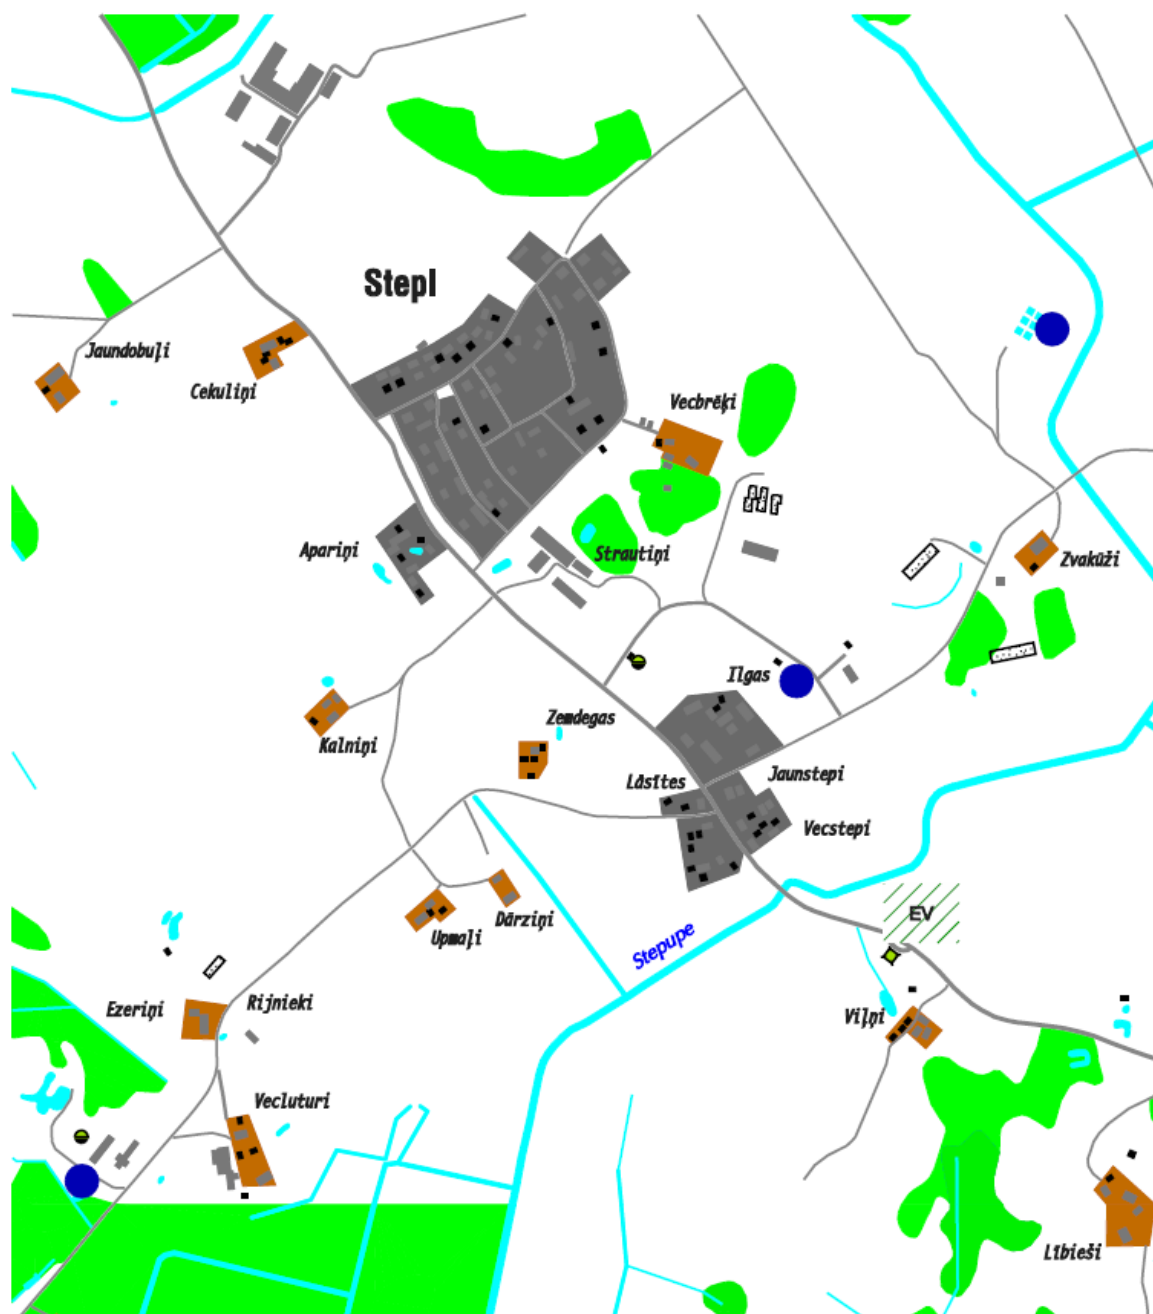 Stepl
Jaundobuļi
Cekuliņi
Vecbrēķi
Apariņi
Strautiņi
Zvakūži
Ilgas
Zemdegas
Kalniņi
Lāsītes
Jaunstepi
Vecstepi
Upmaļi
Dārziņi
Stepupe
EV
Ezeriņi
Rijnieki
Viļņi
Vecluturi
Lībieši